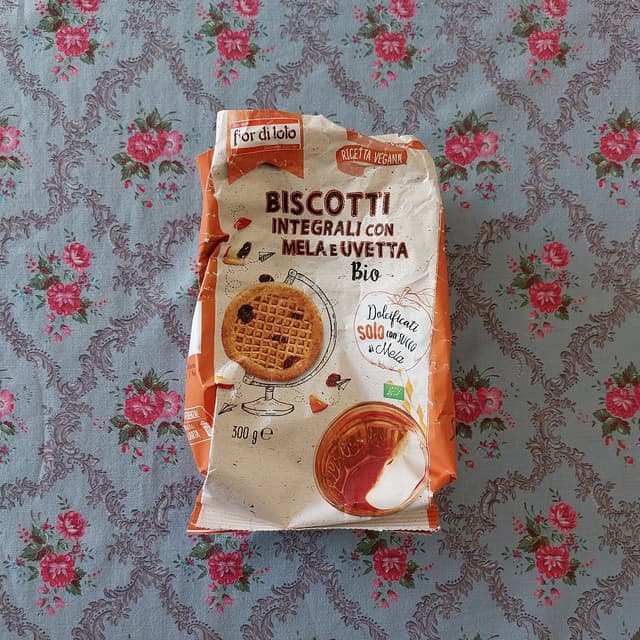 fior di loto
RICETTA VEGANA
BISCOTTI
INTEGRALI CON
MELA E UVETTA
Bio
Dolcificati
SOLO CON SUCCO
di Mela
300 g ℮